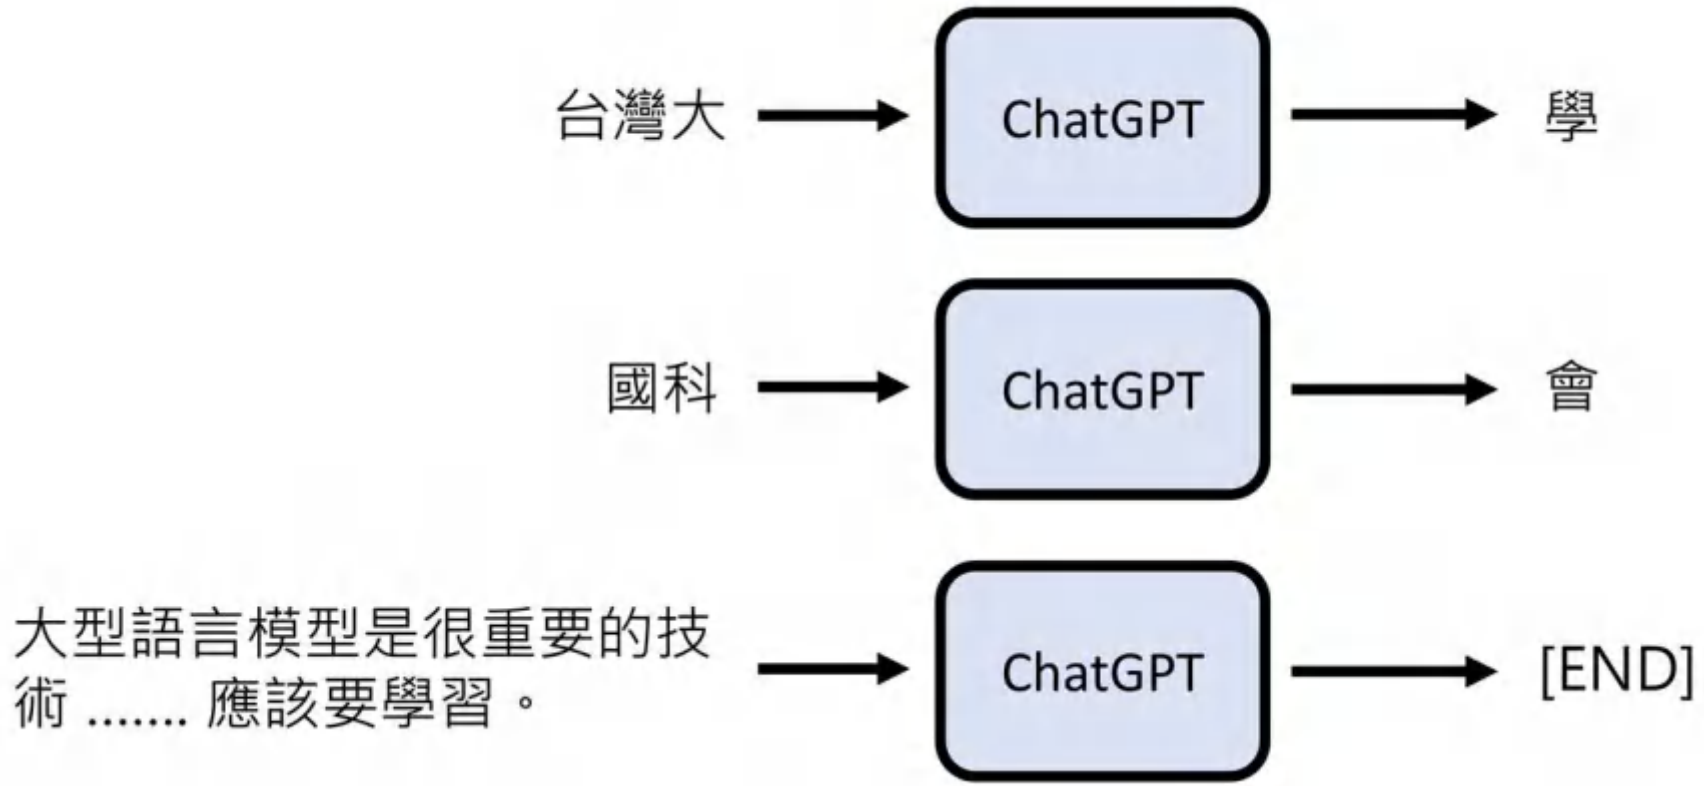 台灣大
ChatGPT
學
國科
ChatGPT
會
大型語言模型是很重要的技
術 ....... 應該要學習。
ChatGPT
[END]